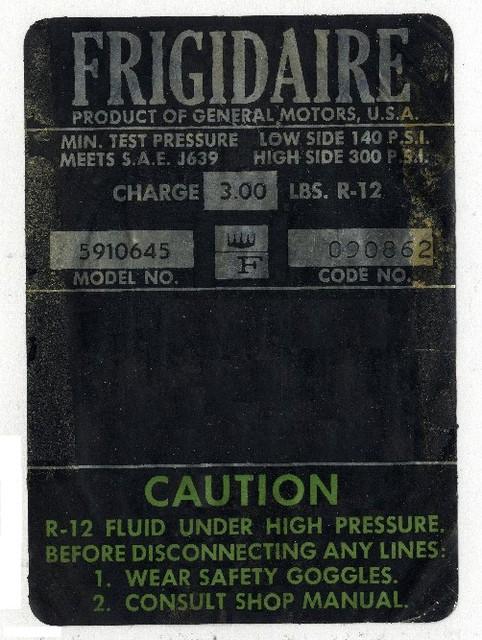 FRIGIDAIRE
PRODUCT OF GENERAL MOTORS, U.S.A.
MIN. TEST PRESSURE LOW SIDE 140 P.S.I.
MEETS S.A.E. J639 HIGH SIDE 300 P.S.I.
CHARGE 3.00 LBS. R-12
5910645 F 090862
MODEL NO. CODE NO.
CAUTION
R-12 FLUID UNDER HIGH PRESSURE.
BEFORE DISCONNECTING ANY LINES:
1. WEAR SAFETY GOGGLES.
2. CONSULT SHOP MANUAL.